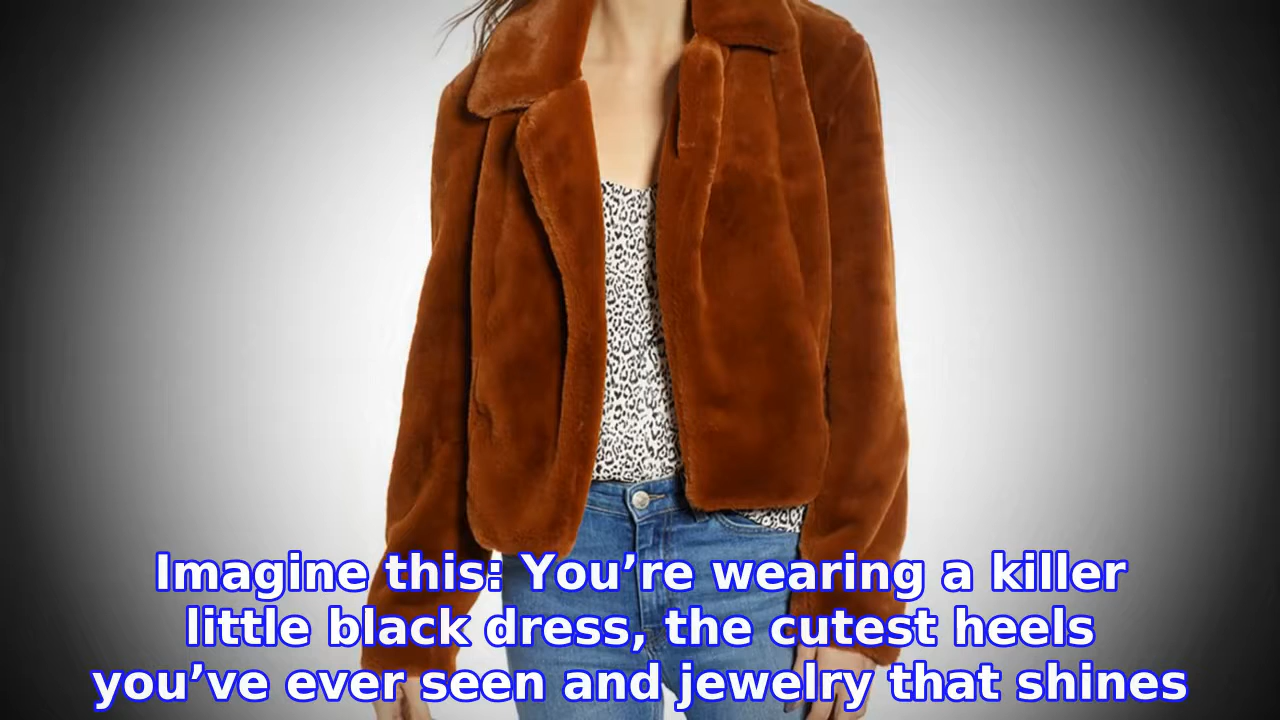 Imagine this: You’re wearing a killer
little black dress, the cutest heels
you’ve ever seen and jewelry that shines